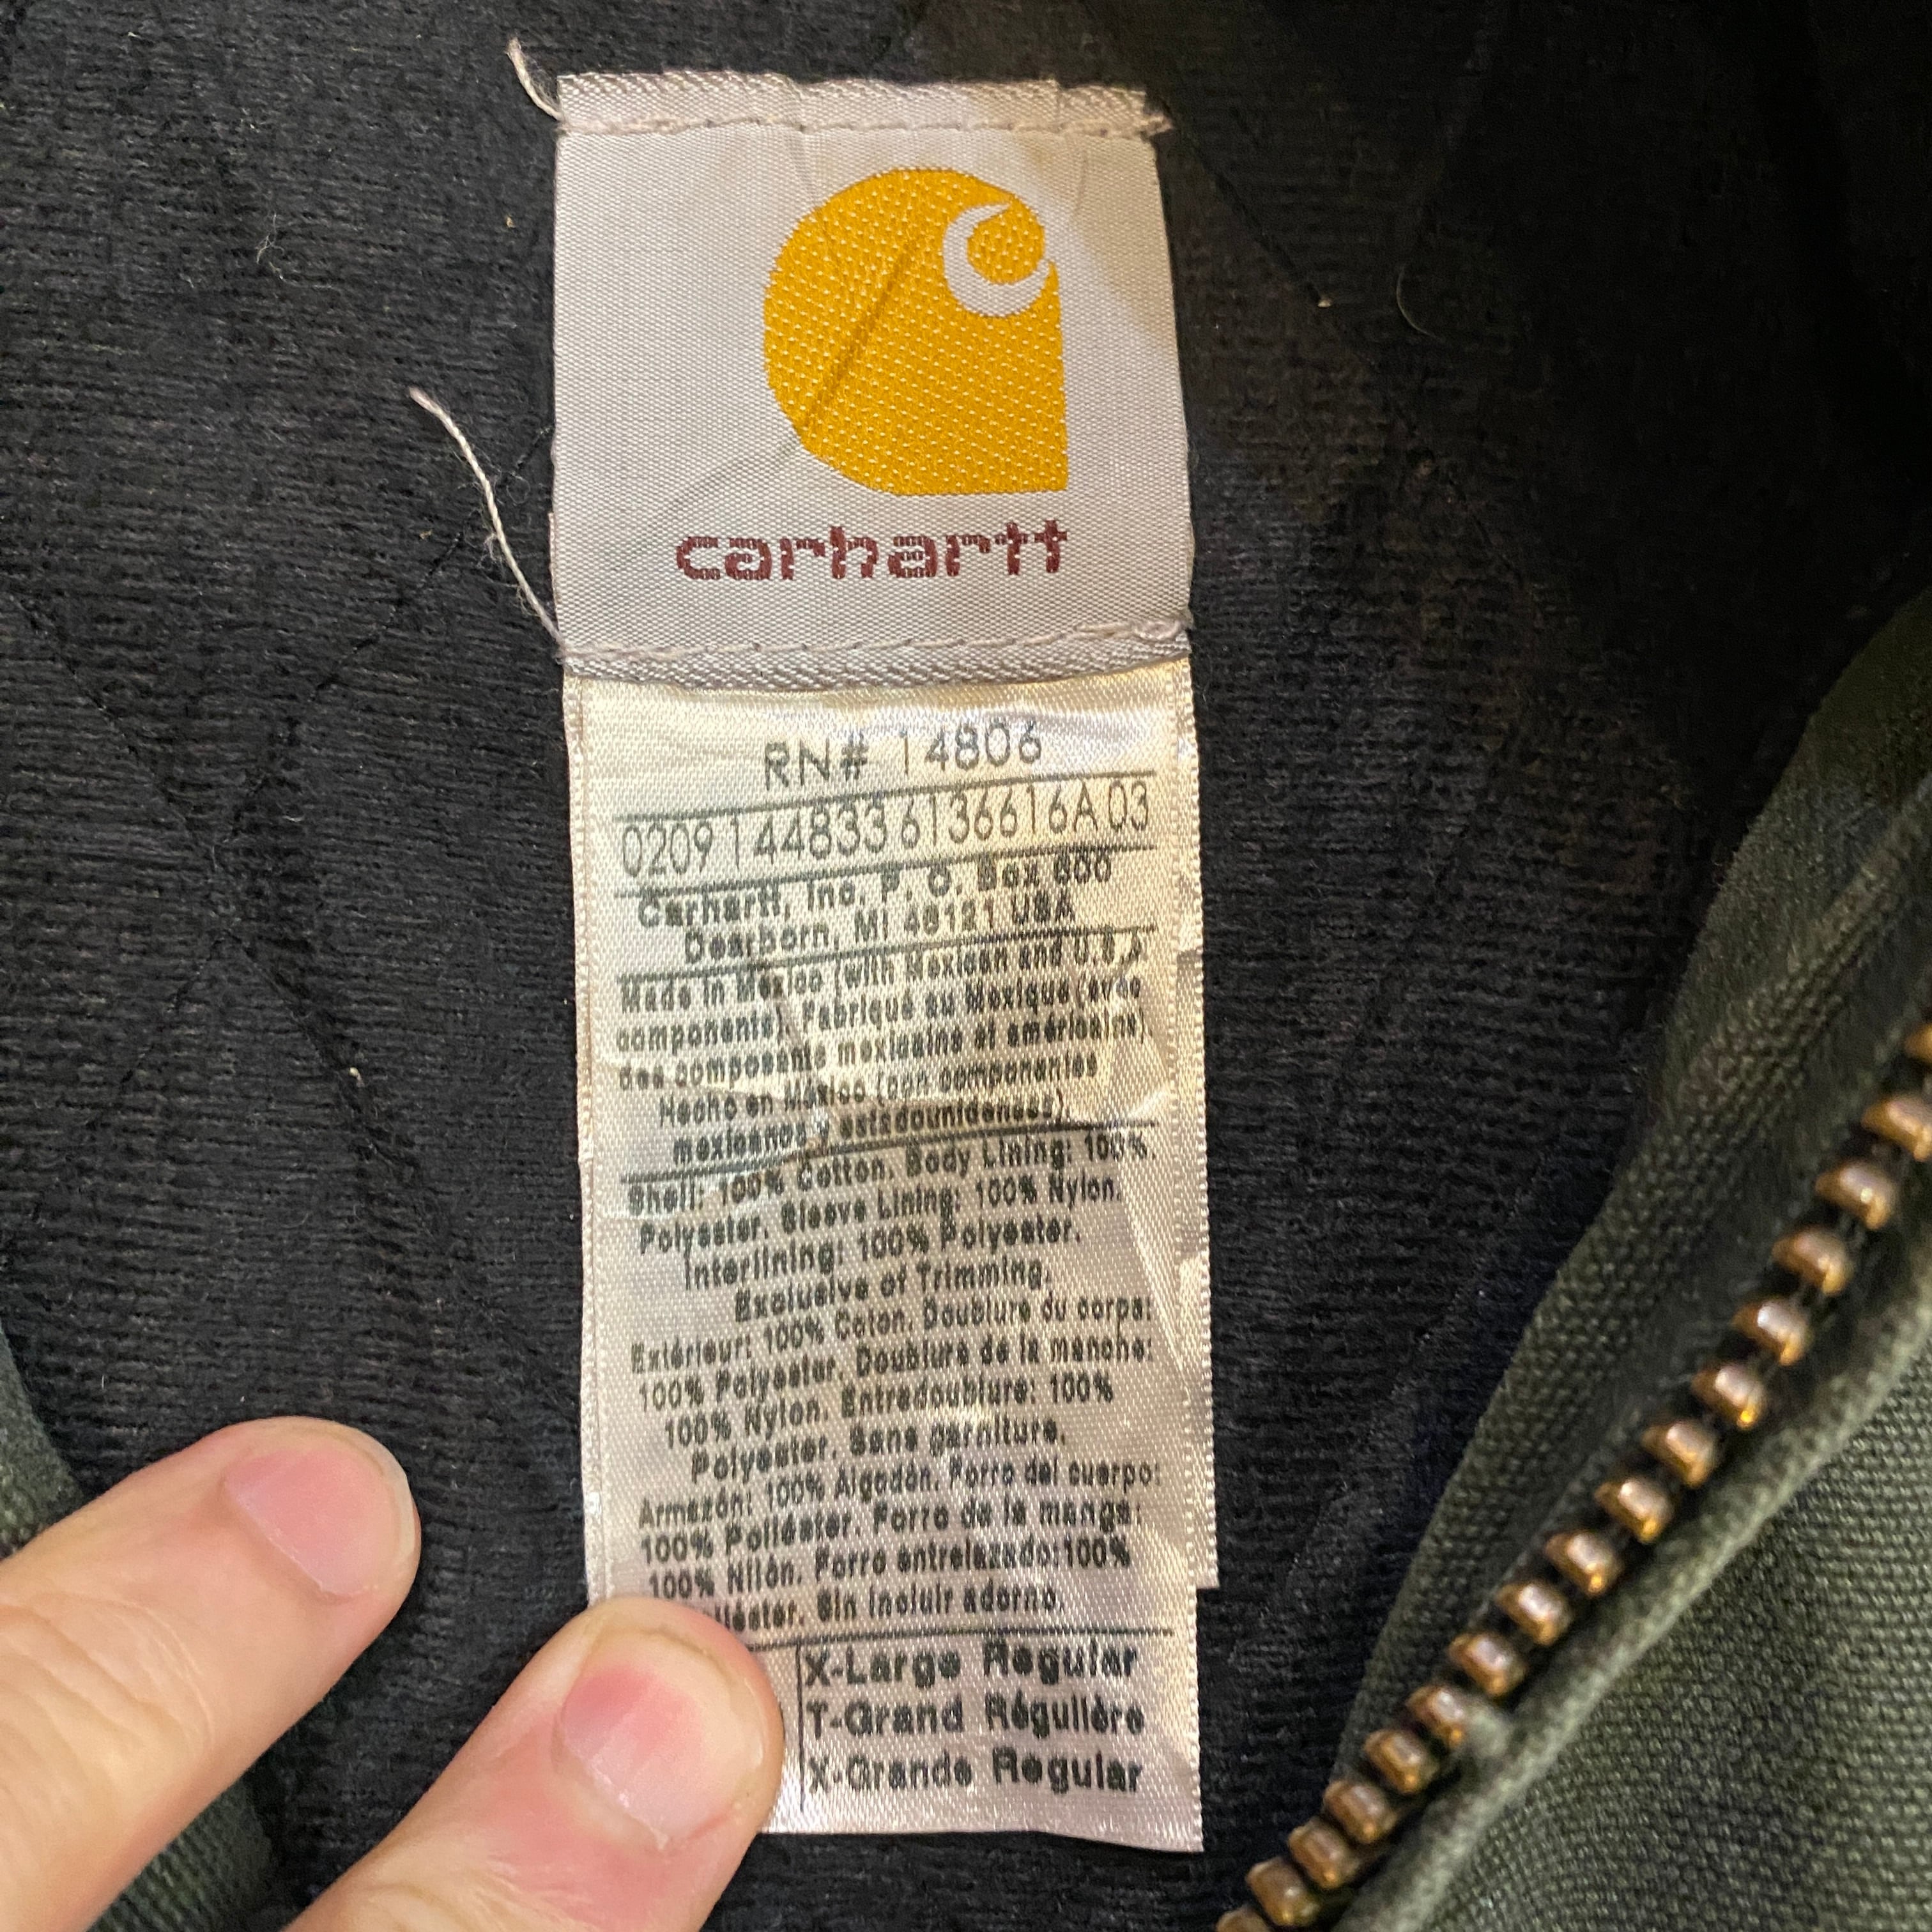 carhartt
RN# 14806
0209 144833 6136616A 03
Carhartt, Inc. P. O. Box 600
Dearborn, MI 48121 USA
Made in Mexico (with Mexican and U.S.A
components). Fabriqué au Mexique (avec
des composants mexicains et américains).
Hecho en México (con componentes
mexicanos y estadounidenses).
Shell: 100% Cotton. Body Lining: 100%.
Polyester. Sleeve Lining: 100% Nylon.
Interlining: 100% Polyester.
Exclusive of Trimming.
Extérieur: 100% Coton. Doublure du corps:
100% Polyester. Doublure de la manche:
100% Nylon. Entredoublure: 100%
Polyester. Sans garniture.
Armazón: 100% Algodón. Forro del cuerpo:
100% Poliéster. Forro de la manga:
100% Nilón. Forro entrelazado:100%
Sin incluir adorno.
X-Large Regular
T-Grand Régulière
X-Grande Regular